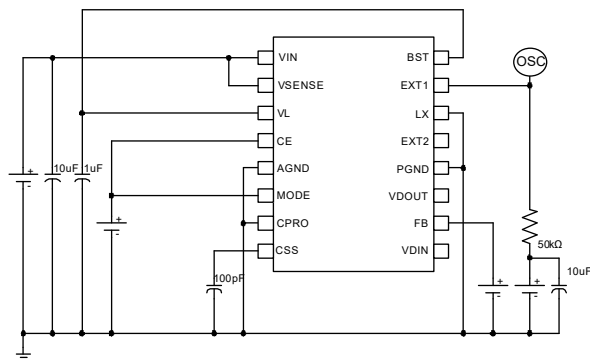 VIN
BST
OSC
VSENSE
EXT1
VL
LX
CE
EXT2
10uF
1uF
AGND
PGND
MODE
VDOUT
CPRO
FB
CSS
VDIN
50kΩ
100pF
10uF
+
-
+
-
+
-
+
-